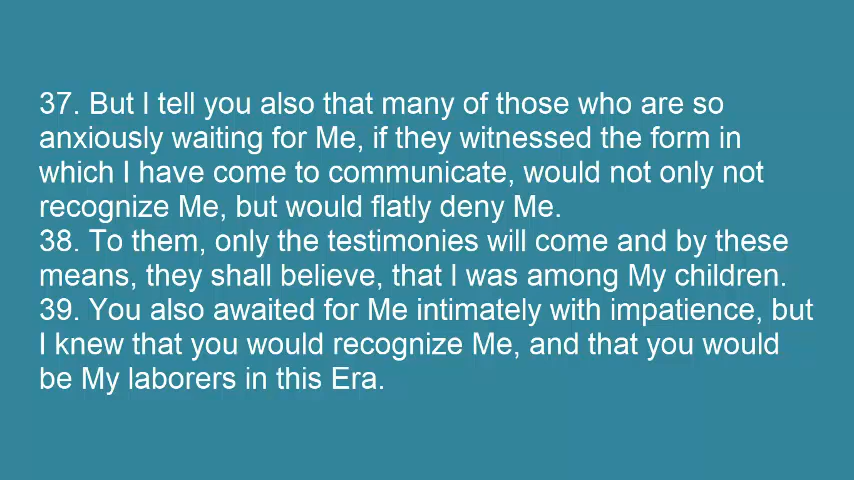 37. But I tell you also that many of those who are so
anxiously waiting for Me, if they witnessed the form in
which I have come to communicate, would not only not
recognize Me, but would flatly deny Me.
38. To them, only the testimonies will come and by these
means, they shall believe, that I was among My children.
39. You also awaited for Me intimately with impatience, but
I knew that you would recognize Me, and that you would
be My laborers in this Era.